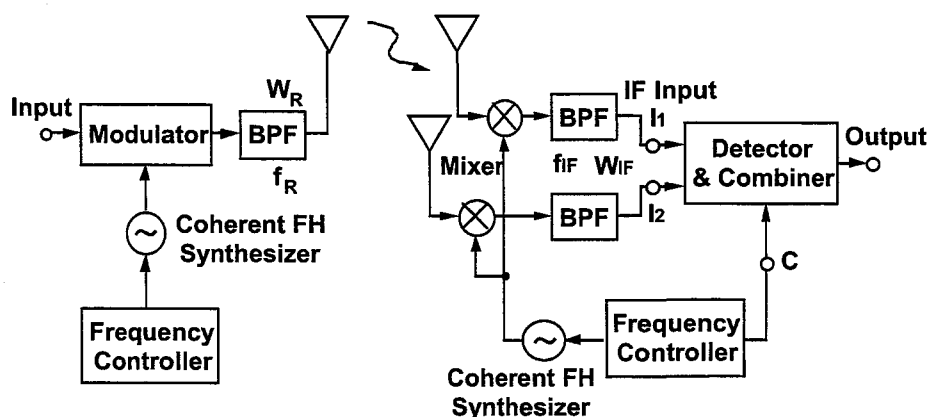 Input
Modulator
W_R
BPF
f_R
Coherent FH
Synthesizer
Frequency
Controller
Mixer
BPF
IF Input
I1
fIF WIF
BPF
I2
Detector
& Combiner
Output
C
Frequency
Controller
Coherent FH
Synthesizer